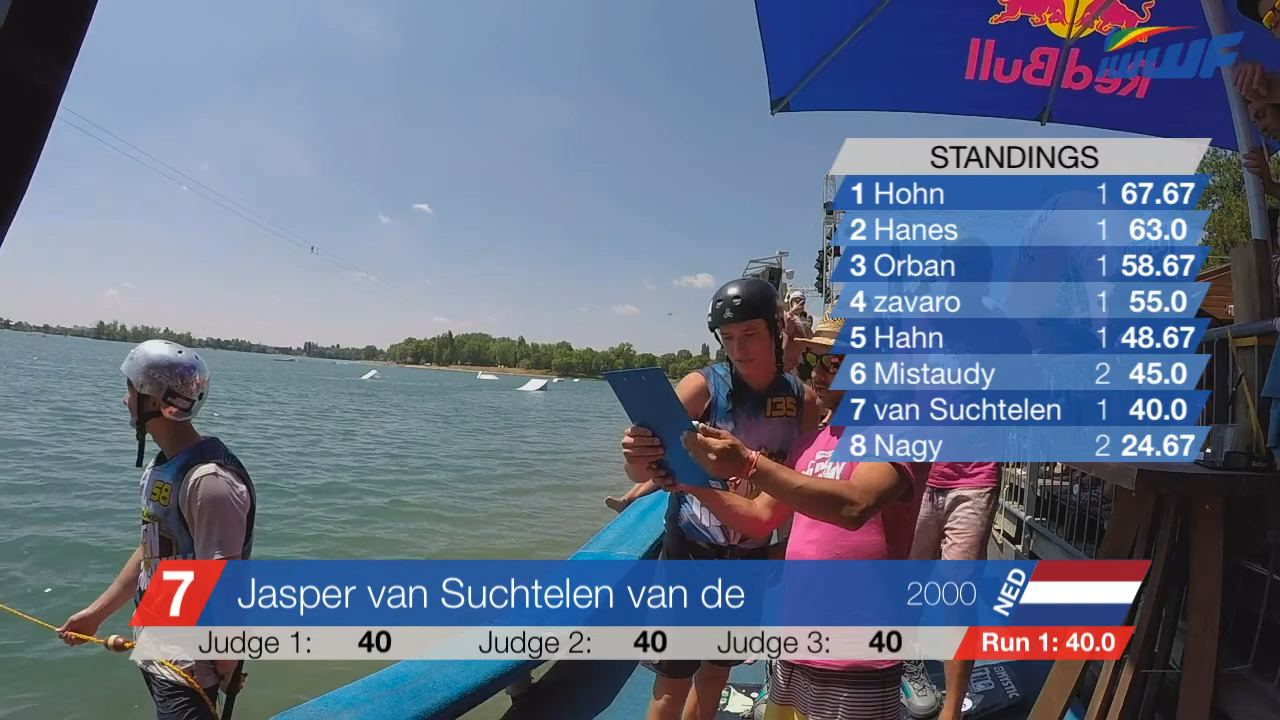 Red Bull
WWF
STANDINGS
1 Hohn 1 67.67
2 Hanes 1 63.0
3 Orban 1 58.67
4 zavaro 1 55.0
5 Hahn 1 48.67
6 Mistaudy 2 45.0
7 van Suchtelen 1 40.0
8 Nagy 2 24.67
135
58
7 Jasper van Suchtelen van de 2000 NED
Judge 1: 40 Judge 2: 40 Judge 3: 40 Run 1: 40.0
MYSTIC